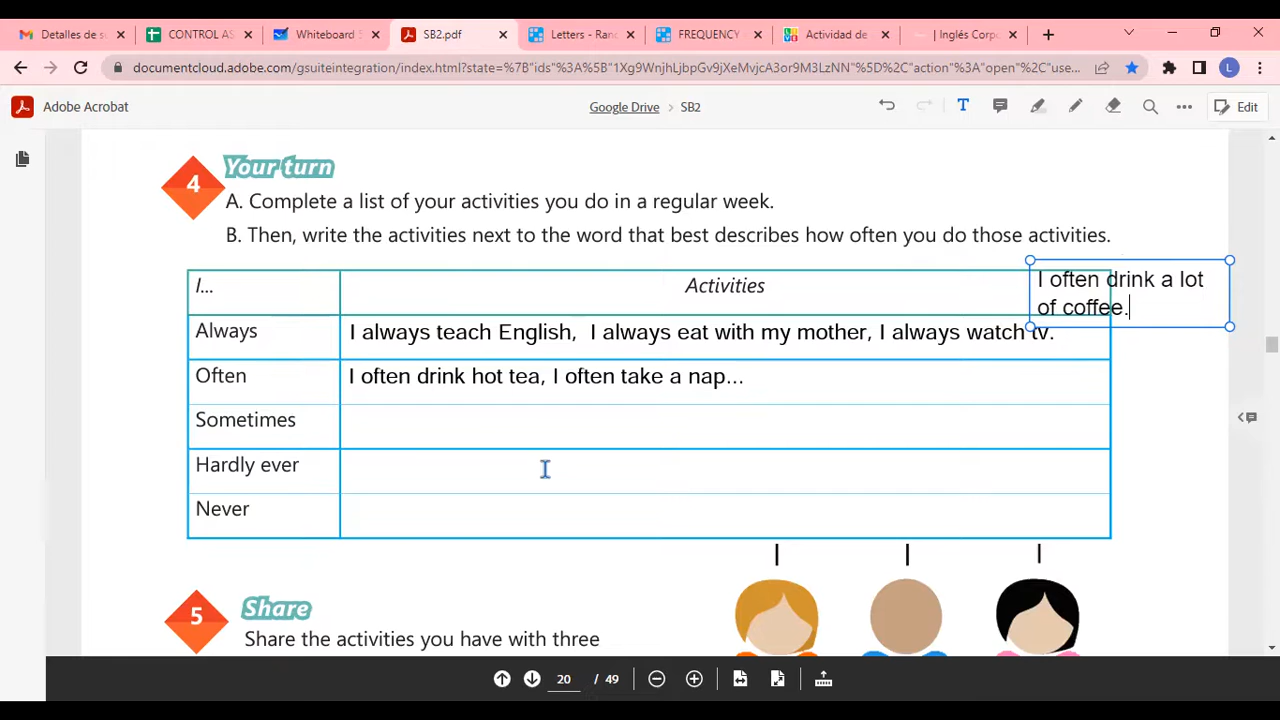 Detalles de su
CONTROL AS
Whiteboard S
SB2.pdf
Letters - Ran
FREQUENCY
Actividad de
| Inglés Corpo
documentcloud.adobe.com/gsuiteintegration/index.html?state=%7B"ids"%3A%5B"1Xg9WnjhLjbpGv9jXeMvjcA3or9M3LzNN"%5D%2C"action"%3A"open"%2C"use...
L
Adobe Acrobat
Google Drive > SB2
T
Edit
4 Your turn
A. Complete a list of your activities you do in a regular week.
B. Then, write the activities next to the word that best describes how often you do those activities.
I... Activities
I often drink a lot
of coffee.
Always I always teach English, I always eat with my mother, I always watch tv.
Often I often drink hot tea, I often take a nap...
Sometimes
Hardly ever
Never
5 Share
Share the activities you have with three
20 / 49